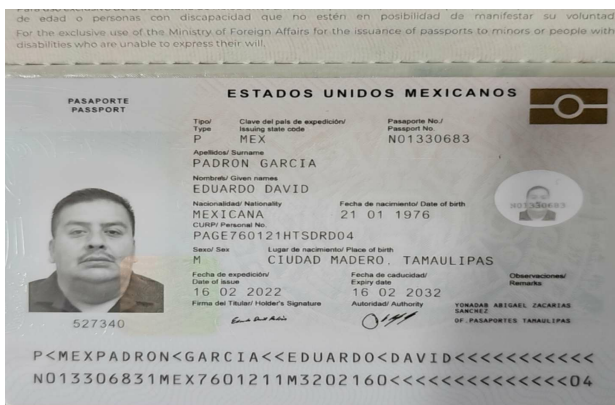 de edad o personas con discapacidad que no estén en posibilidad de manifestar su voluntad
For the exclusive use of the Ministry of Foreign Affairs for the issuance of passports to minors or people with
disabilities who are unable to express their will.
PASAPORTE
PASSPORT
ESTADOS UNIDOS MEXICANOS
Tipo/ Clave del país de expedición/ Pasaporte No./
Type Issuing state code Passport No.
P MEX N01330683
Apellidos/ Surname
PADRON GARCIA
Nombres/ Given names
EDUARDO DAVID
Nacionalidad/ Nationality Fecha de nacimiento/ Date of birth
MEXICANA 21 01 1976
CURP/ Personal No.
PAGE760121HTSDRD04
Sexo/ Sex Lugar de nacimiento/ Place of birth
M CIUDAD MADERO. TAMAULIPAS
Fecha de expedición/ Fecha de caducidad/ Observaciones/
Date of issue Expiry date Remarks
16 02 2022 16 02 2032
Firma del Titular/ Holder's Signature Autoridad/ Authority YONADAB ABIGAEL ZACARIAS
SANCHEZ
OF.PASAPORTES TAMAULIPAS
527340
P<MEXPADRON<GARCIA<<EDUARDO<DAVID<<<<<<<<<<<
N013306831MEX7601211M3202160<<<<<<<<<<<<<<04